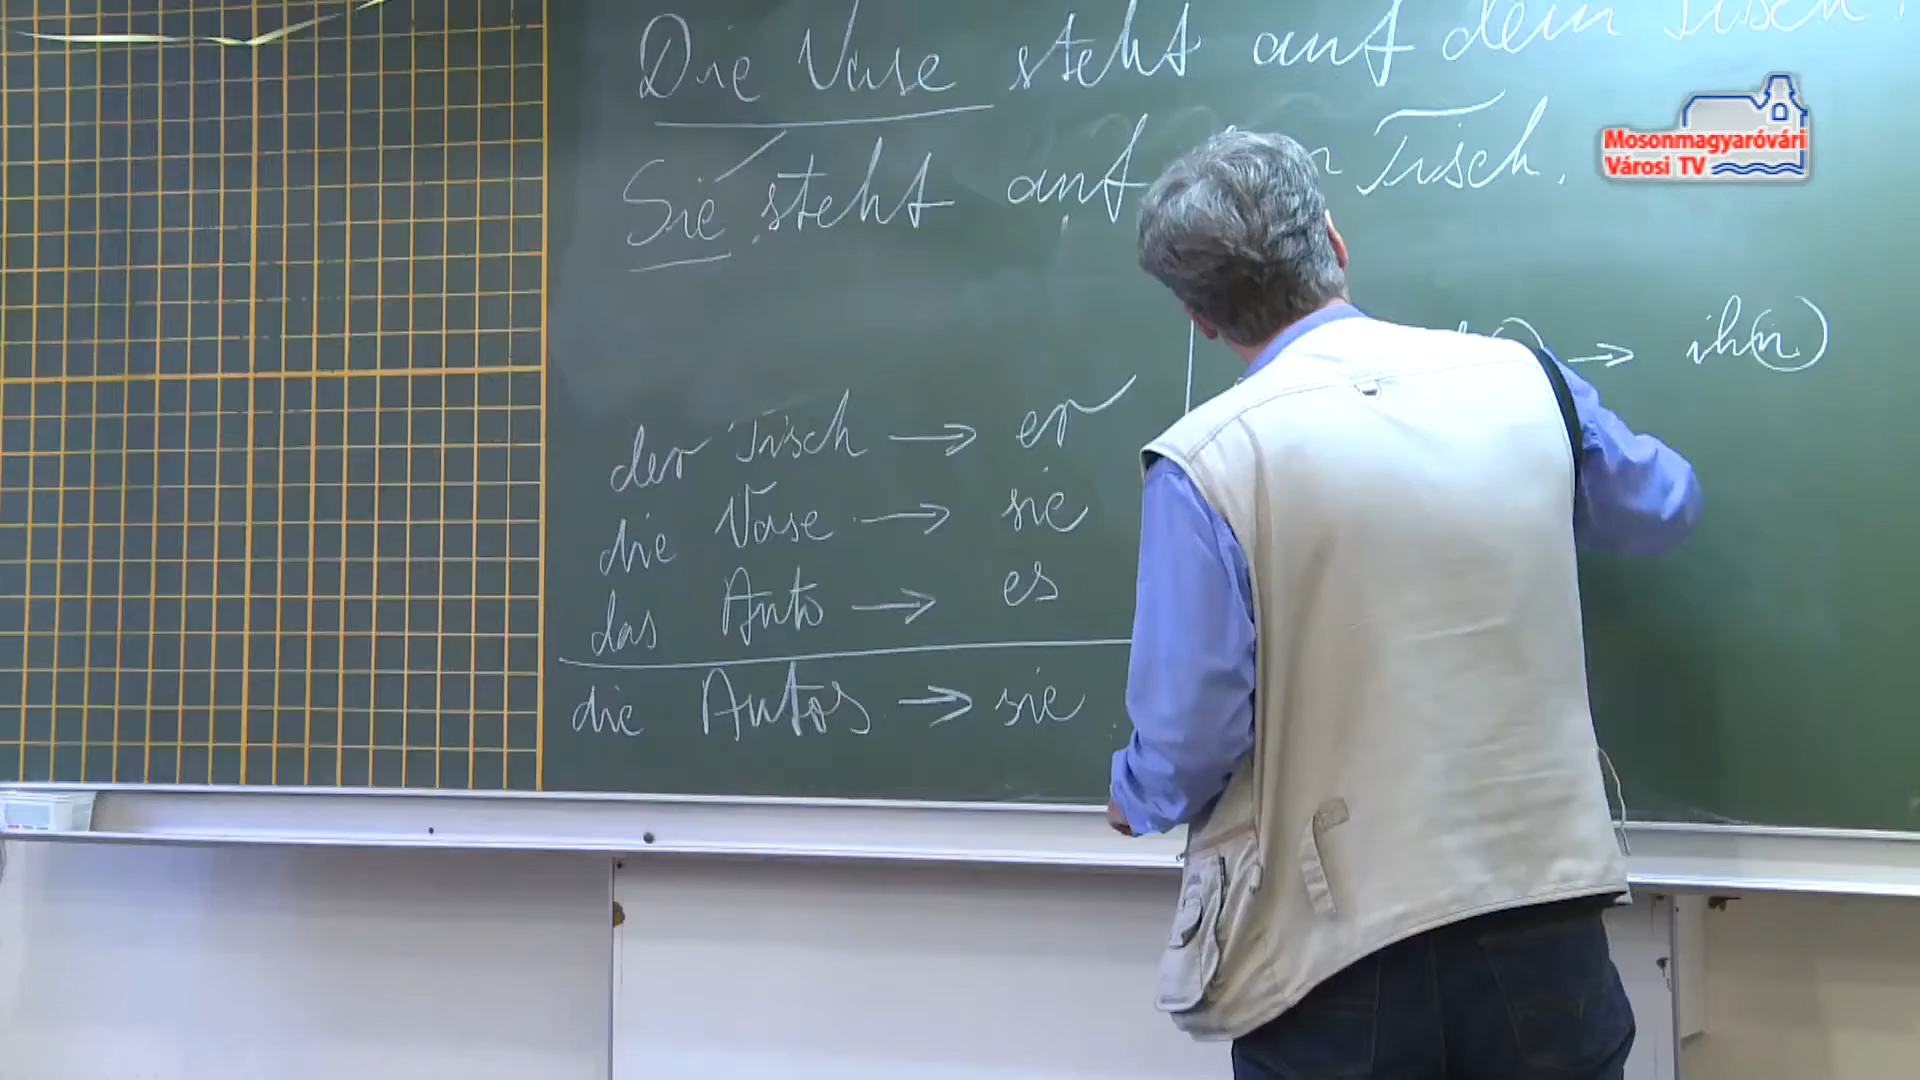 Die Vase steht auf dem Tisch.
Sie steht auf Tisch.
Mosonmagyaróvári
Városi TV
→ ihn
der Tisch → er
die Vase → sie
das Auto → es
die Autos → sie